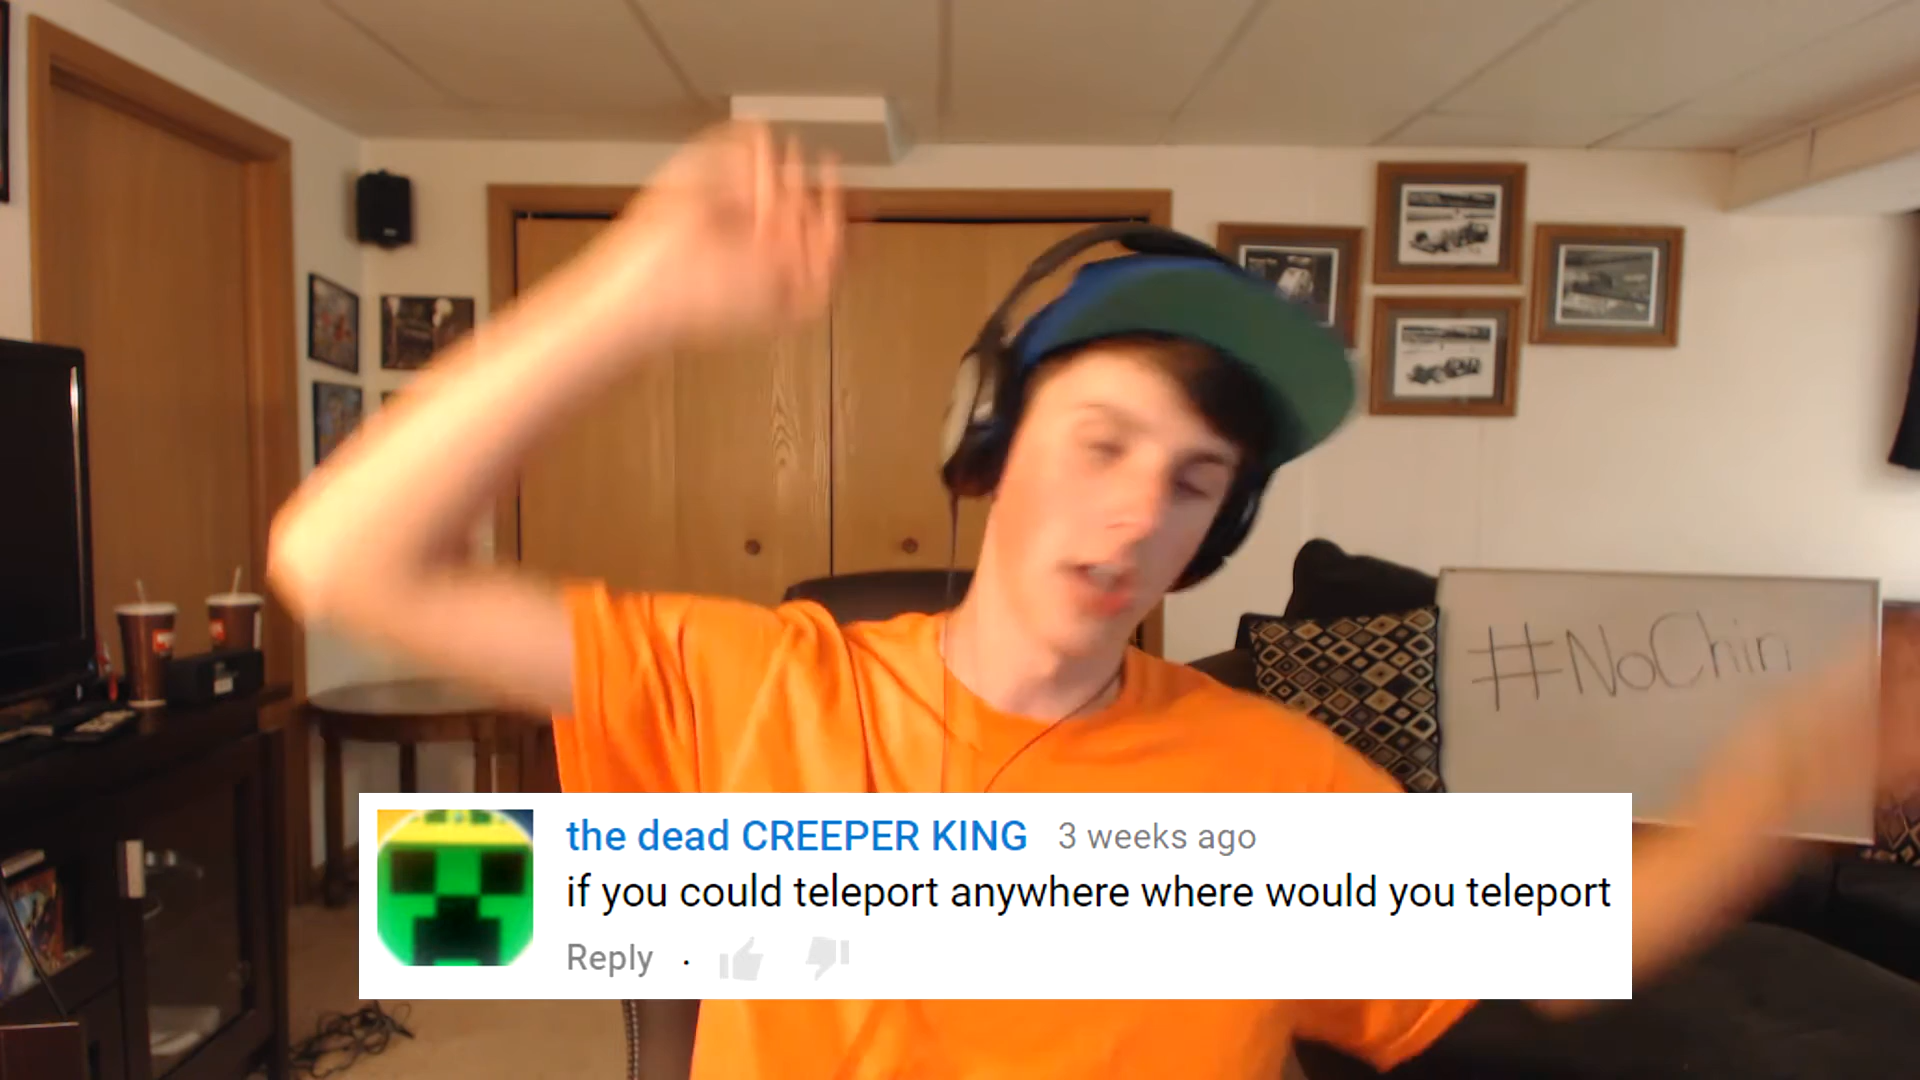 #NoChin
the dead CREEPER KING 3 weeks ago
if you could teleport anywhere where would you teleport
Reply ·